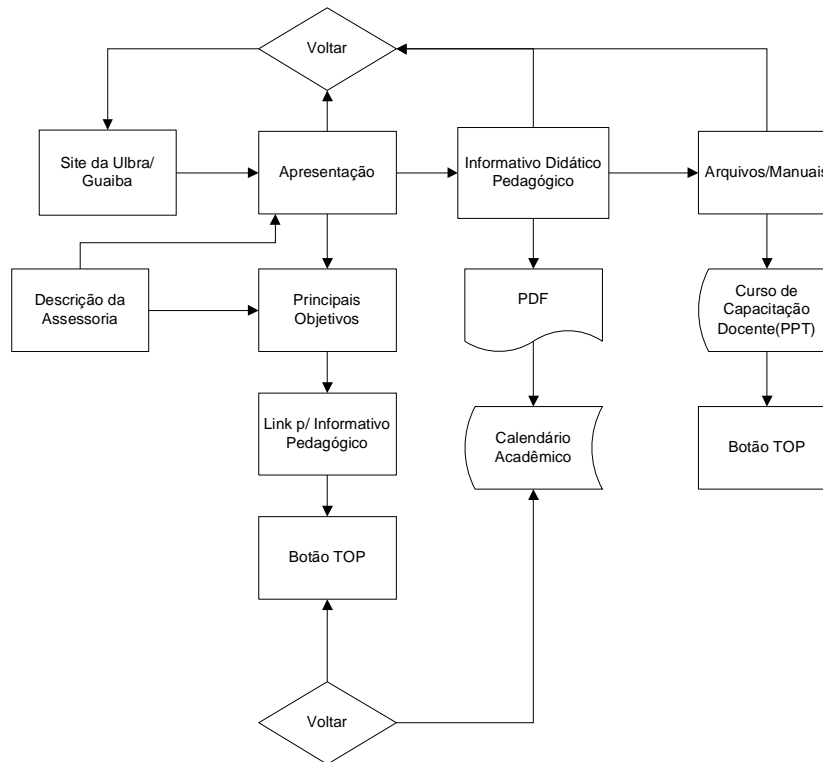 Voltar
Site da Ulbra/
Guaiba
Apresentação
Informativo Didático
Pedagógico
Arquivos/Manuais
Descrição da
Assessoria
Principais
Objetivos
PDF
Curso de
Capacitação
Docente(PPT)
Link p/ Informativo
Pedagógico
Calendário
Acadêmico
Botão TOP
Botão TOP
Voltar